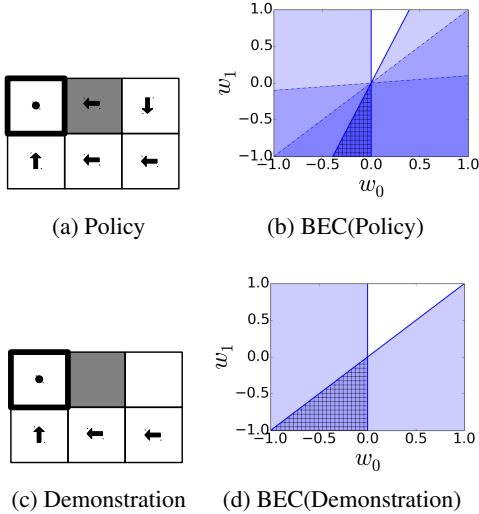 1.0
0.5
0.0
−0.5
−1.0
−1.0 −0.5 0.0 0.5 1.0
w1
w0
(a) Policy
(b) BEC(Policy)
1.0
0.5
0.0
−0.5
−1.0
−1.0 −0.5 0.0 0.5 1.0
w1
w0
(c) Demonstration
(d) BEC(Demonstration)